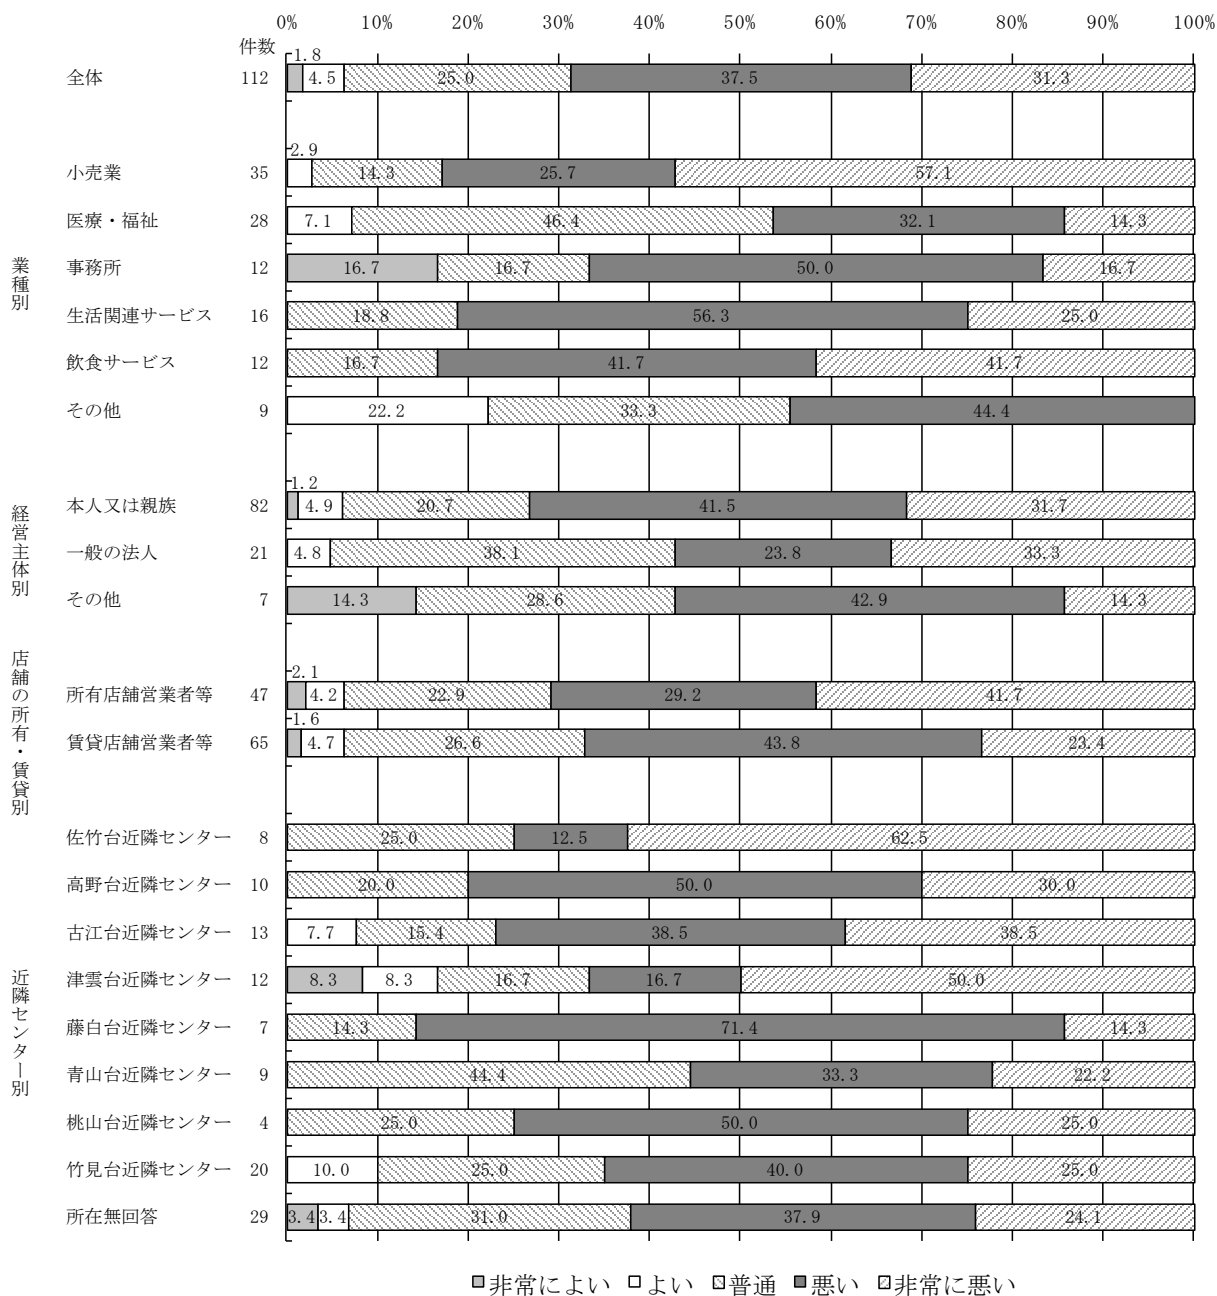 0% 10% 20% 30% 40% 50% 60% 70% 80% 90% 100%
件数
全体 112 1.8 4.5 25.0 37.5 31.3
業種別
小売業 35 2.9 14.3 25.7 57.1
医療・福祉 28 7.1 46.4 32.1 14.3
事務所 12 16.7 16.7 50.0 16.7
生活関連サービス 16 18.8 56.3 25.0
飲食サービス 12 16.7 41.7 41.7
その他 9 22.2 33.3 44.4
経営主体別
本人又は親族 82 1.2 4.9 20.7 41.5 31.7
一般の法人 21 4.8 38.1 23.8 33.3
その他 7 14.3 28.6 42.9 14.3
店舗の所有・賃貸別
所有店舗営業者等 47 2.1 4.2 22.9 29.2 41.7
賃貸店舗営業者等 65 1.6 4.7 26.6 43.8 23.4
近隣センター別
佐竹台近隣センター 8 25.0 12.5 62.5
高野台近隣センター 10 20.0 50.0 30.0
古江台近隣センター 13 7.7 15.4 38.5 38.5
津雲台近隣センター 12 8.3 8.3 16.7 16.7 50.0
藤白台近隣センター 7 14.3 71.4 14.3
青山台近隣センター 9 44.4 33.3 22.2
桃山台近隣センター 4 25.0 50.0 25.0
竹見台近隣センター 20 10.0 25.0 40.0 25.0
所在無回答 29 3.4 3.4 31.0 37.9 24.1
非常によい よい 普通 悪い 非常に悪い